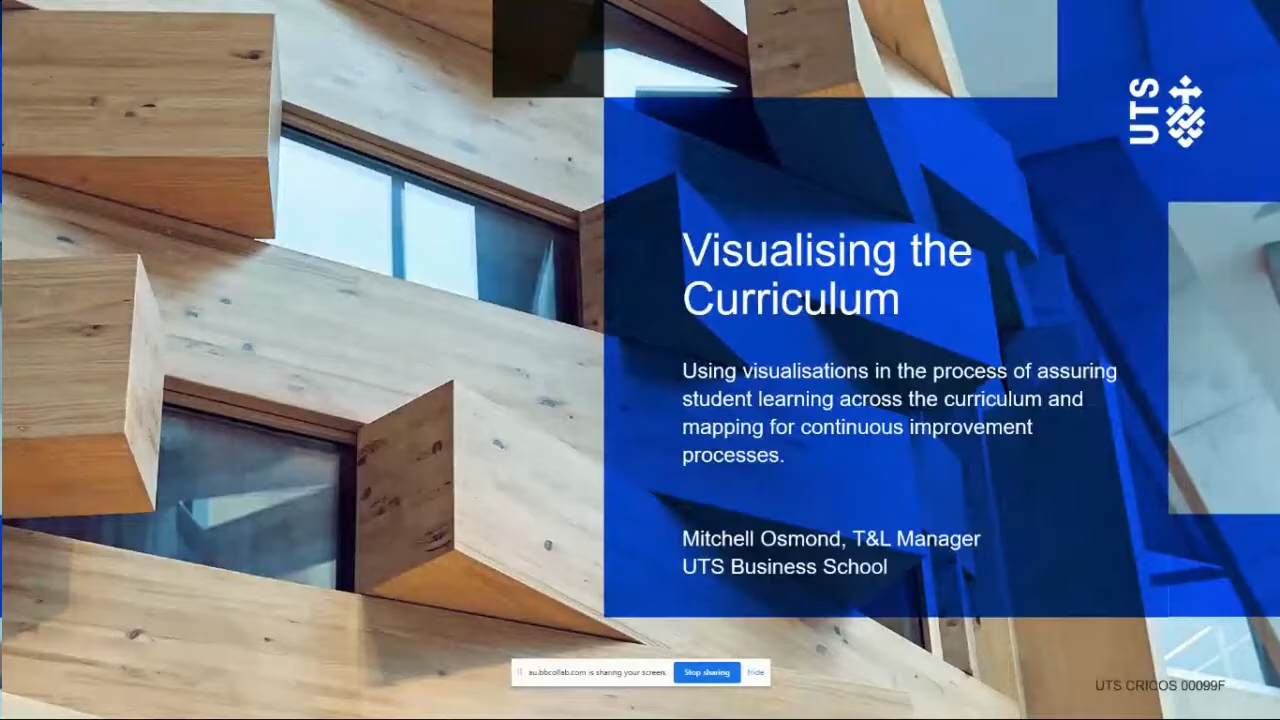 UTS
Visualising the
Curriculum
Using visualisations in the process of assuring
student learning across the curriculum and
mapping for continuous improvement
processes.
Mitchell Osmond, T&L Manager
UTS Business School
au.bbcollab.com is sharing your screen. Stop sharing Hide
UTS CRICOS 00099F